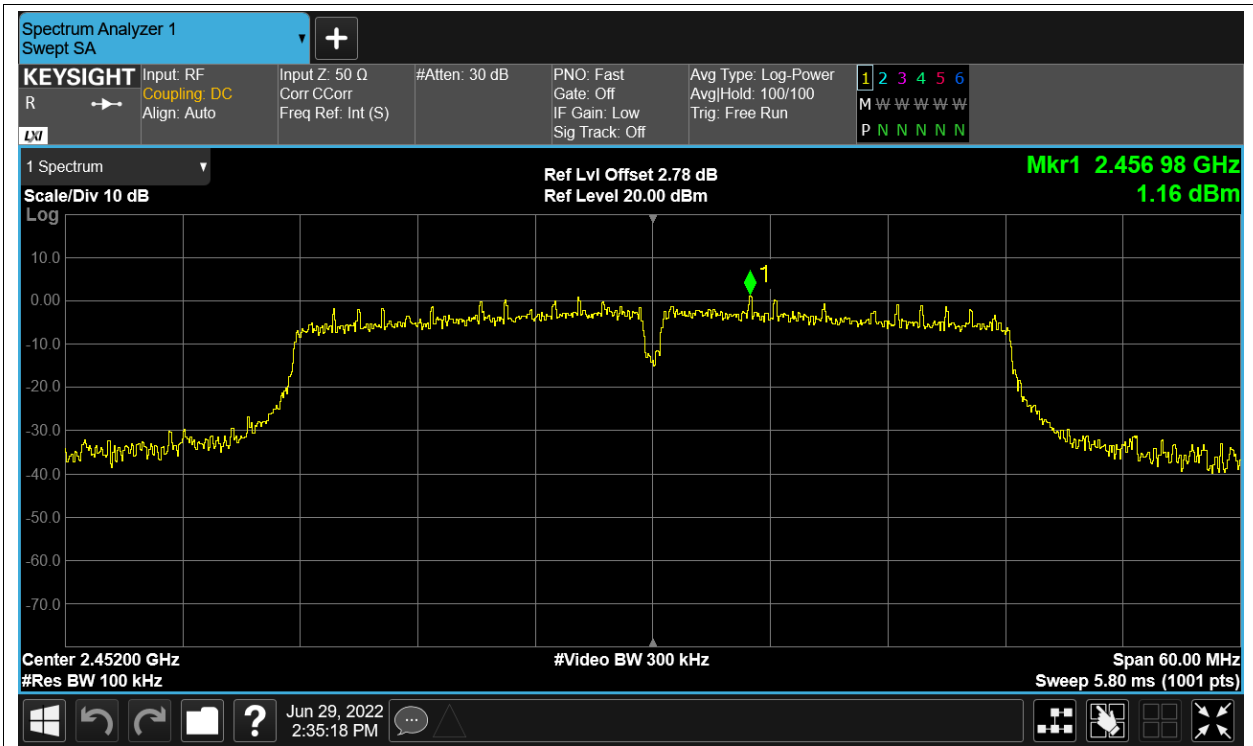 Spectrum Analyzer 1
Swept SA
KEYSIGHT
R
LXI
Input: RF
Coupling: DC
Align: Auto
Input Z: 50 Ω
Corr CCorr
Freq Ref: Int (S)
#Atten: 30 dB
PNO: Fast
Gate: Off
IF Gain: Low
Sig Track: Off
Avg Type: Log-Power
Avg|Hold: 100/100
Trig: Free Run
1 2 3 4 5 6
M W W W W W
P N N N N N
1 Spectrum
Scale/Div 10 dB
Log
Ref Lvl Offset 2.78 dB
Ref Level 20.00 dBm
Mkr1 2.456 98 GHz
1.16 dBm
10.0
0.00
-10.0
-20.0
-30.0
-40.0
-50.0
-60.0
-70.0
1
Center 2.45200 GHz
#Res BW 100 kHz
#Video BW 300 kHz
Span 60.00 MHz
Sweep 5.80 ms (1001 pts)
?
Jun 29, 2022
2:35:18 PM